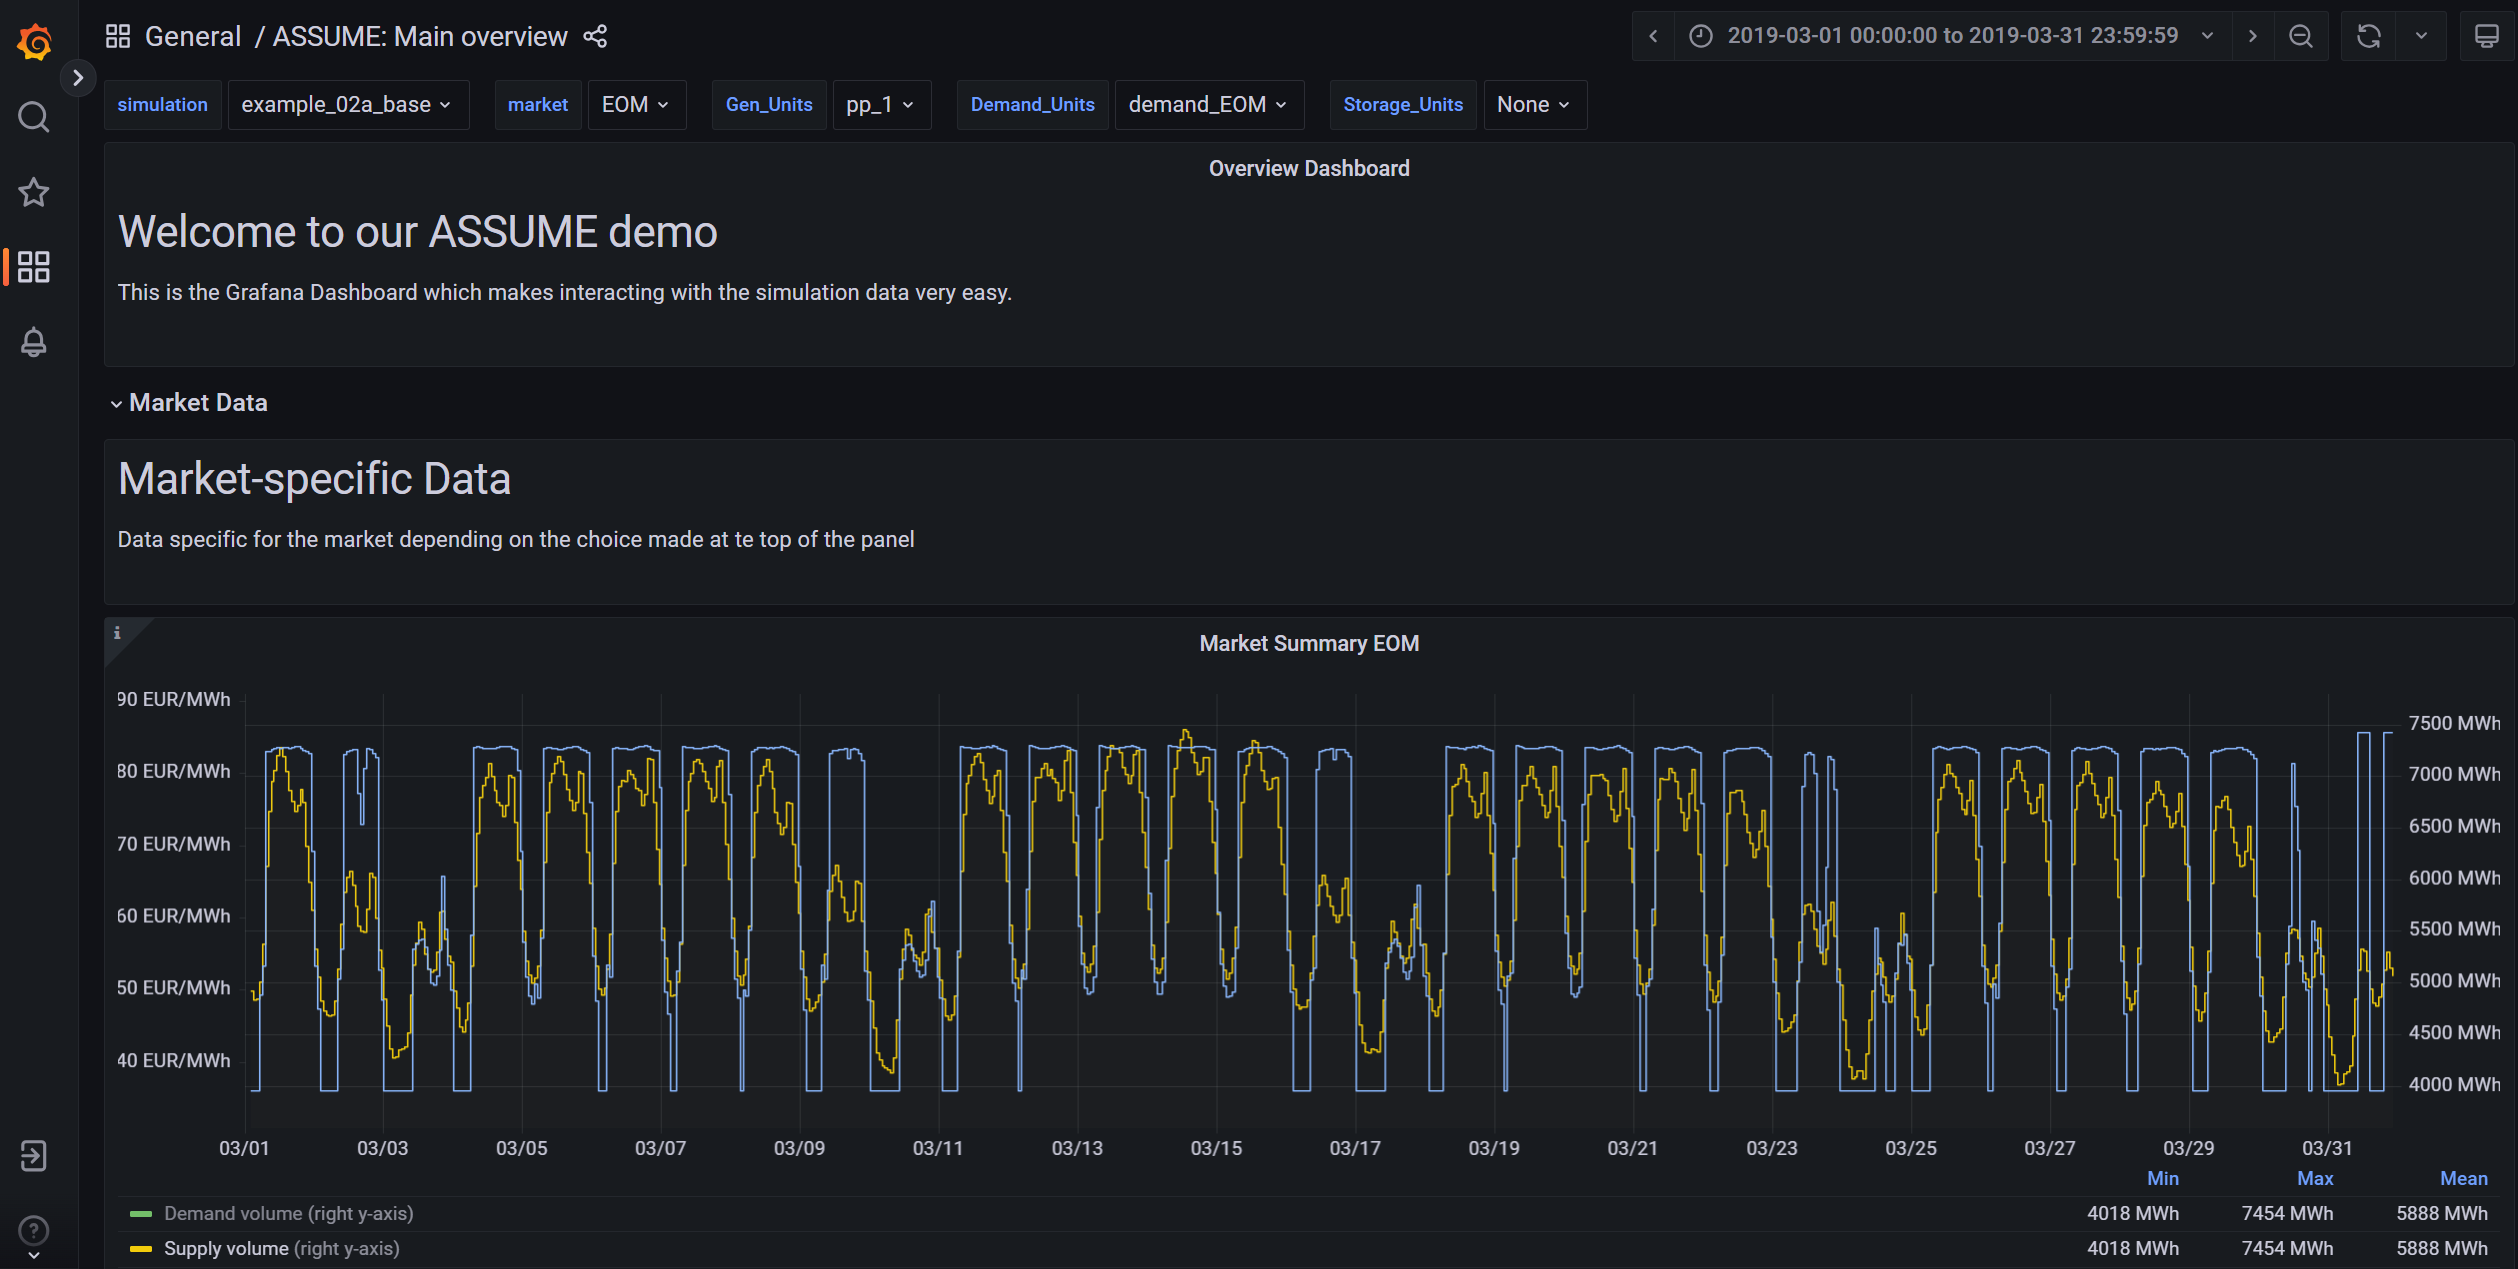 General / ASSUME: Main overview
2019-03-01 00:00:00 to 2019-03-31 23:59:59
simulation example_02a_base market EOM Gen_Units pp_1 Demand_Units demand_EOM Storage_Units None
Overview Dashboard
Welcome to our ASSUME demo
This is the Grafana Dashboard which makes interacting with the simulation data very easy.
Market Data
Market-specific Data
Data specific for the market depending on the choice made at te top of the panel
i
Market Summary EOM
90 EUR/MWh
80 EUR/MWh
70 EUR/MWh
60 EUR/MWh
50 EUR/MWh
40 EUR/MWh
7500 MWh
7000 MWh
6500 MWh
6000 MWh
5500 MWh
5000 MWh
4500 MWh
4000 MWh
03/01 03/03 03/05 03/07 03/09 03/11 03/13 03/15 03/17 03/19 03/21 03/23 03/25 03/27 03/29 03/31
Min Max Mean
Demand volume (right y-axis) 4018 MWh 7454 MWh 5888 MWh
Supply volume (right y-axis) 4018 MWh 7454 MWh 5888 MWh